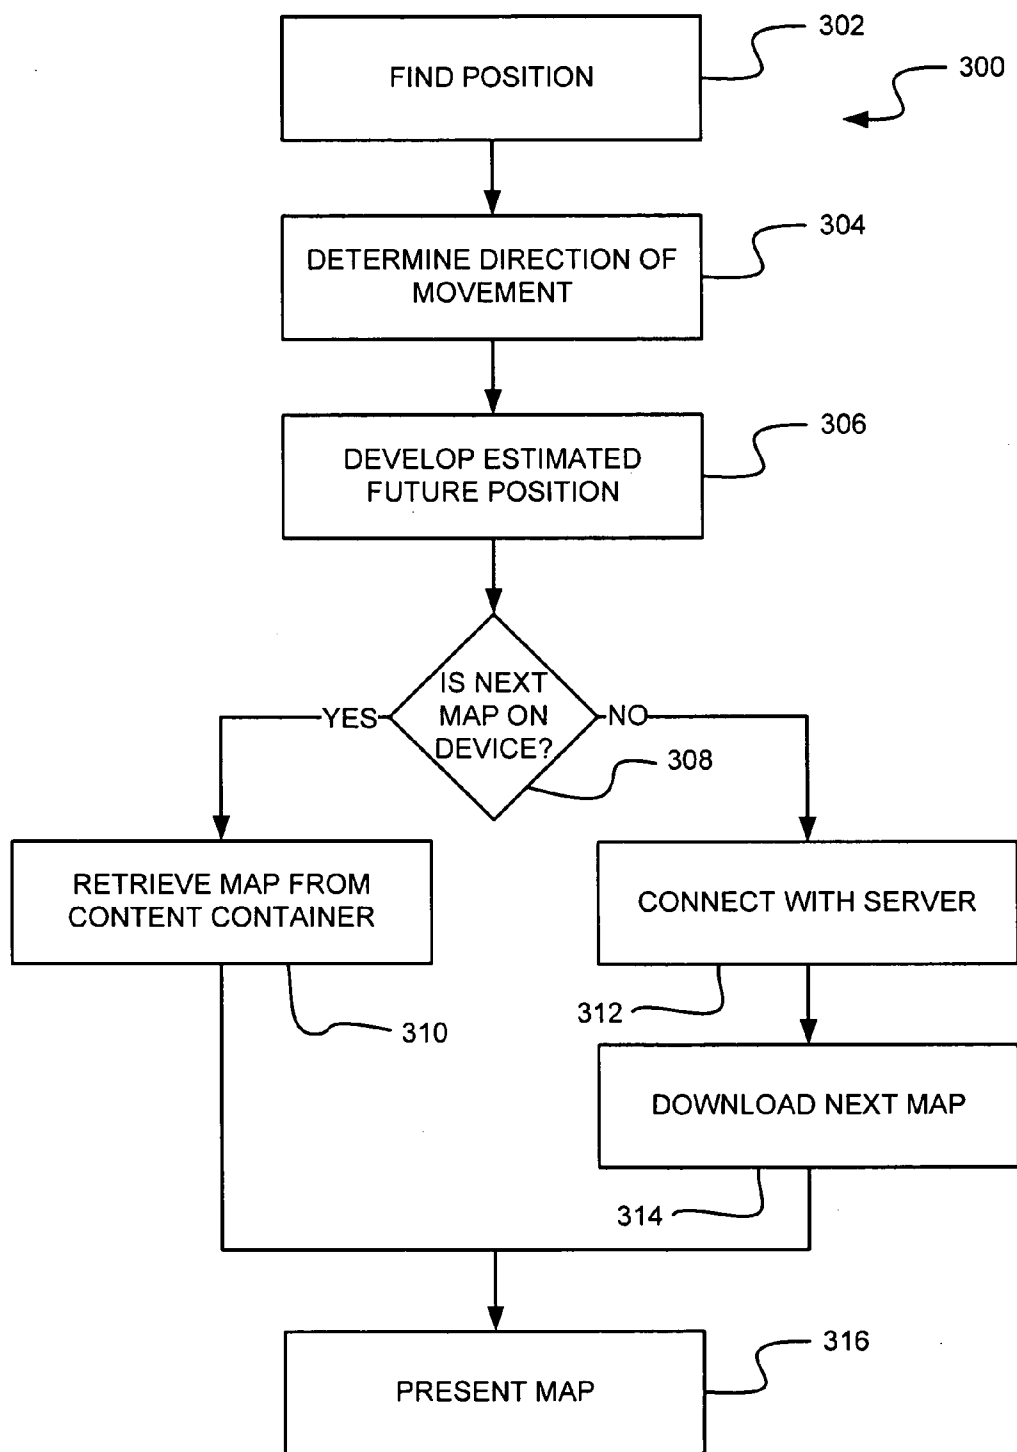 302
FIND POSITION
300
304
DETERMINE DIRECTION OF
MOVEMENT
306
DEVELOP ESTIMATED
FUTURE POSITION
IS NEXT
MAP ON
DEVICE?
YES
NO
308
RETRIEVE MAP FROM
CONTENT CONTAINER
CONNECT WITH SERVER
312
310
DOWNLOAD NEXT MAP
314
316
PRESENT MAP